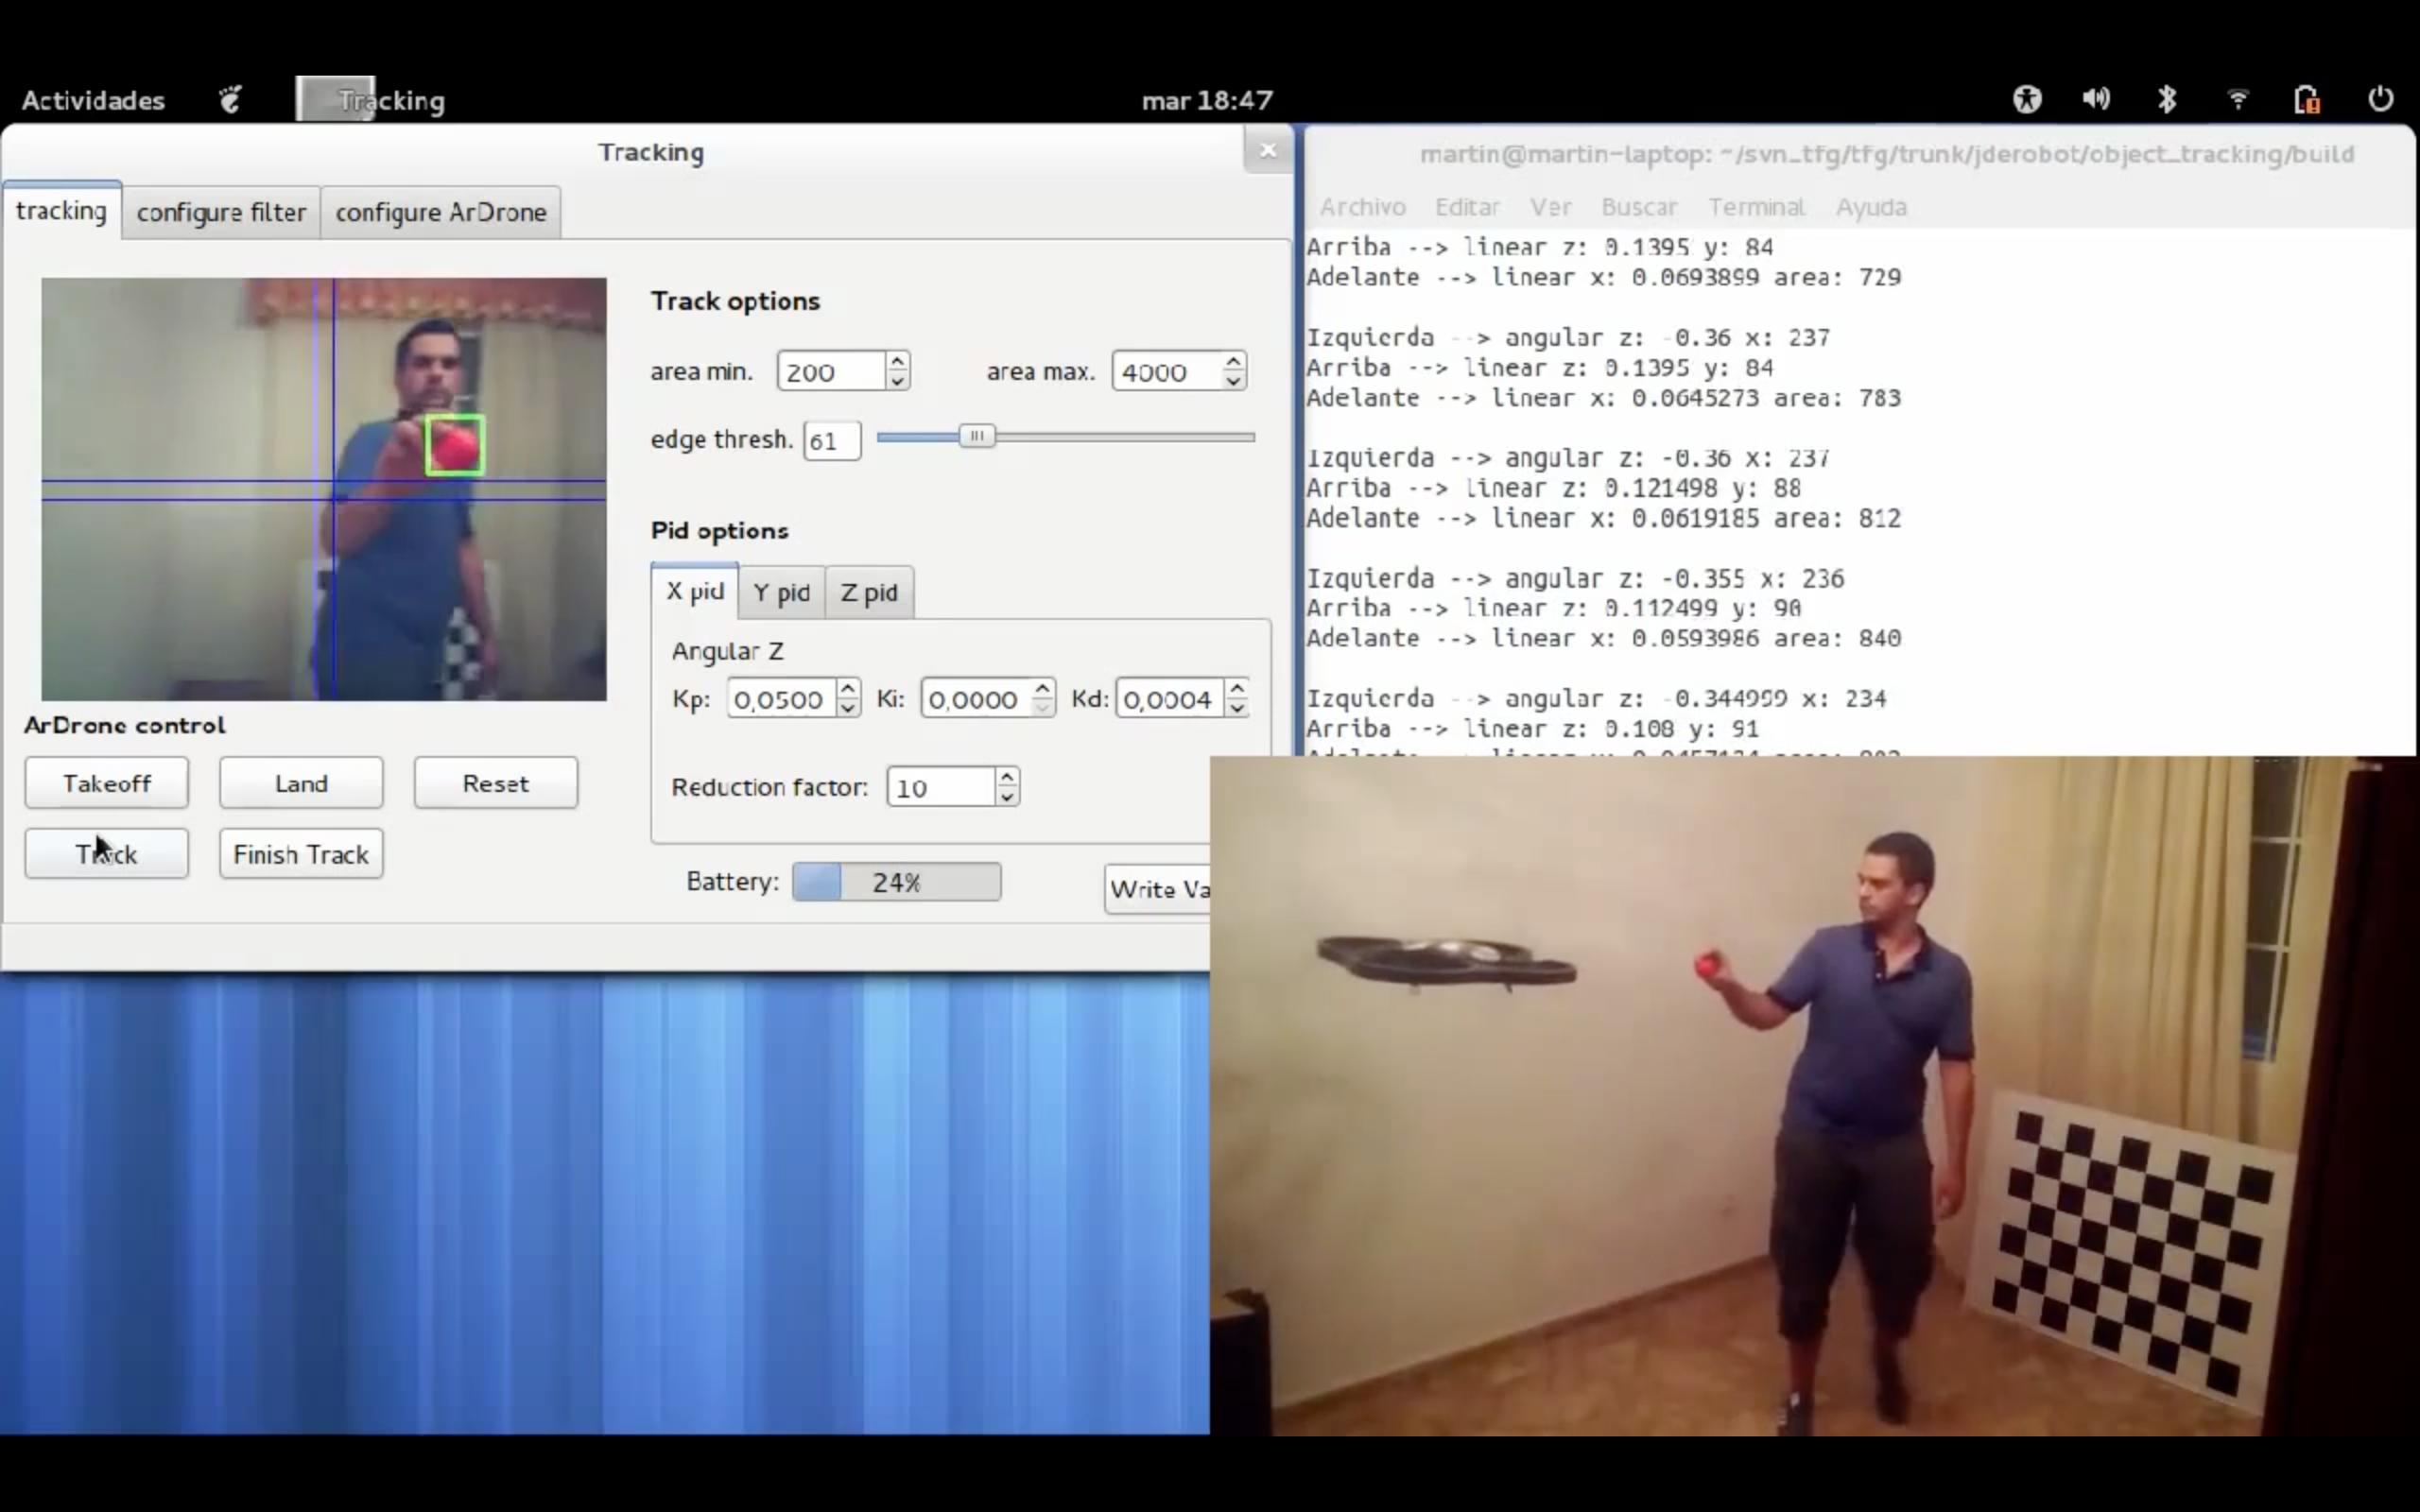 Actividades Tracking mar 18:47
Tracking
tracking configure filter configure ArDrone
Track options
area min. 200 area max. 4000
edge thresh. 61
Pid options
X pid Y pid Z pid
Angular Z
Kp: 0,0500 Ki: 0,0000 Kd: 0,0004
Reduction factor: 10
ArDrone control
Takeoff Land Reset
Track Finish Track
Battery: 24%
Write Va
martin@martin-laptop: ~/svn_tfg/tfg/trunk/jderobot/object_tracking/build
Archivo Editar Ver Buscar Terminal Ayuda
Arriba --> linear z: 0.1395 y: 84
Adelante --> linear x: 0.0693899 area: 729
Izquierda --> angular z: -0.36 x: 237
Arriba --> linear z: 0.1395 y: 84
Adelante --> linear x: 0.0645273 area: 783
Izquierda --> angular z: -0.36 x: 237
Arriba --> linear z: 0.121498 y: 88
Adelante --> linear x: 0.0619185 area: 812
Izquierda --> angular z: -0.355 x: 236
Arriba --> linear z: 0.112499 y: 90
Adelante --> linear x: 0.0593986 area: 840
Izquierda --> angular z: -0.344999 x: 234
Arriba --> linear z: 0.108 y: 91